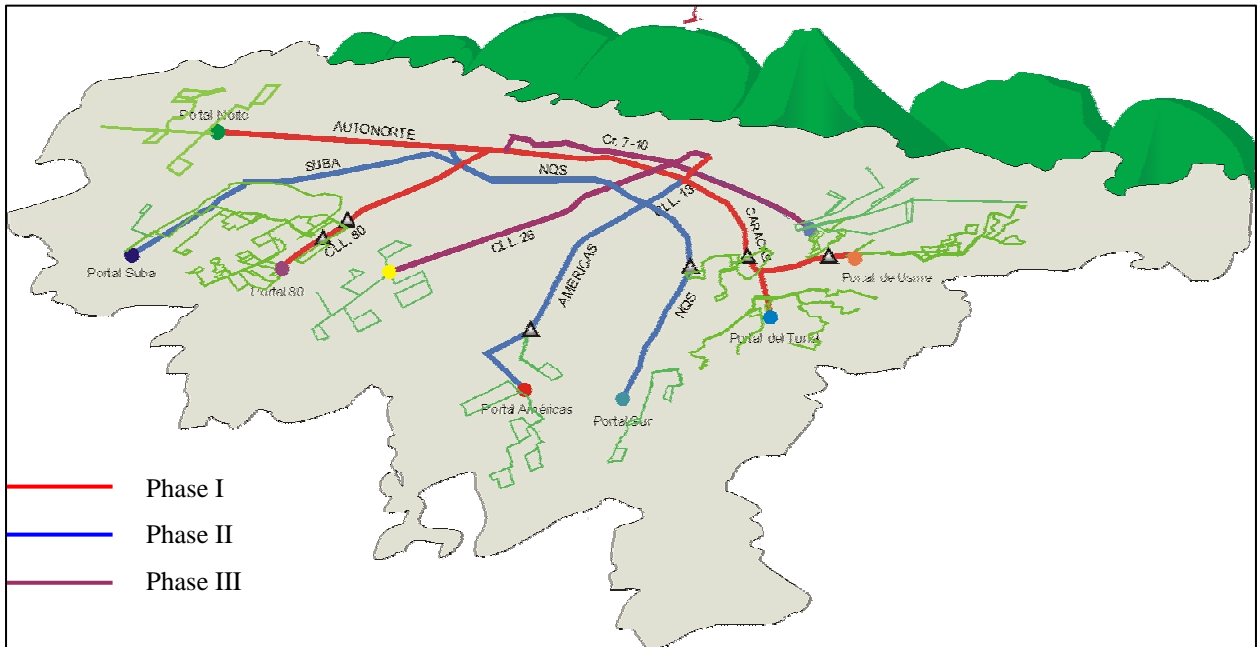 Portal Norte
AUTONORTE
Cr. 7-10
SUBA
NQS
CLL. 13
CARACAS
CLL. 80
CLL. 26
AMERICAS
NQS
Portal Suba
Portal 80
Portal de Usme
Portal del Tunal
Portal Américas
Portal Sur
Phase I
Phase II
Phase III